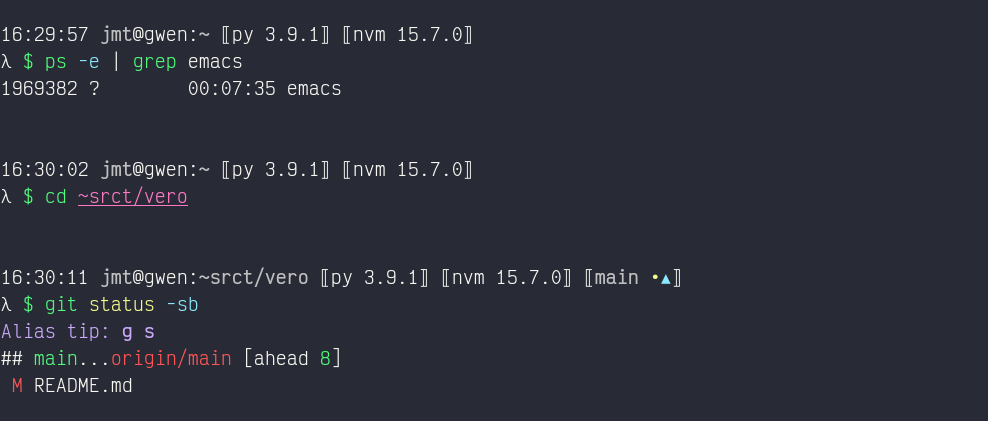 16:29:57 jmt@gwen:~ ⟦py 3.9.1⟧ ⟦nvm 15.7.0⟧
λ $ ps -e | grep emacs
1969382 ?        00:07:35 emacs
16:30:02 jmt@gwen:~ ⟦py 3.9.1⟧ ⟦nvm 15.7.0⟧
λ $ cd ~srct/vero
16:30:11 jmt@gwen:~srct/vero ⟦py 3.9.1⟧ ⟦nvm 15.7.0⟧ ⟦main •▲⟧
λ $ git status -sb
Alias tip: g s
## main...origin/main [ahead 8]
 M README.md